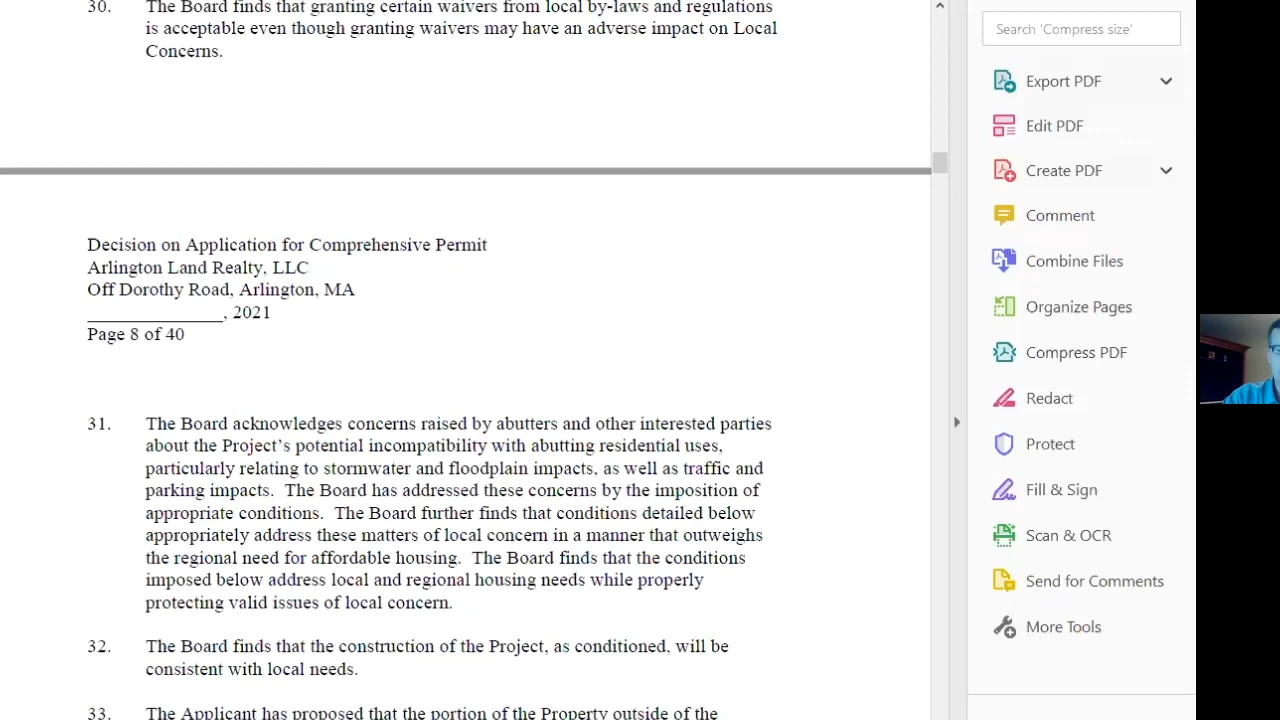 30. The Board finds that granting certain waivers from local by-laws and regulations
is acceptable even though granting waivers may have an adverse impact on Local
Concerns.
Decision on Application for Comprehensive Permit
Arlington Land Realty, LLC
Off Dorothy Road, Arlington, MA
_______________, 2021
Page 8 of 40
31. The Board acknowledges concerns raised by abutters and other interested parties
about the Project's potential incompatibility with abutting residential uses,
particularly relating to stormwater and floodplain impacts, as well as traffic and
parking impacts. The Board has addressed these concerns by the imposition of
appropriate conditions. The Board further finds that conditions detailed below
appropriately address these matters of local concern in a manner that outweighs
the regional need for affordable housing. The Board finds that the conditions
imposed below address local and regional housing needs while properly
protecting valid issues of local concern.
32. The Board finds that the construction of the Project, as conditioned, will be
consistent with local needs.
33. The Applicant has proposed that the portion of the Property outside of the
Search 'Compress size'
Export PDF
Edit PDF
Create PDF
Comment
Combine Files
Organize Pages
Compress PDF
Redact
Protect
Fill & Sign
Scan & OCR
Send for Comments
More Tools